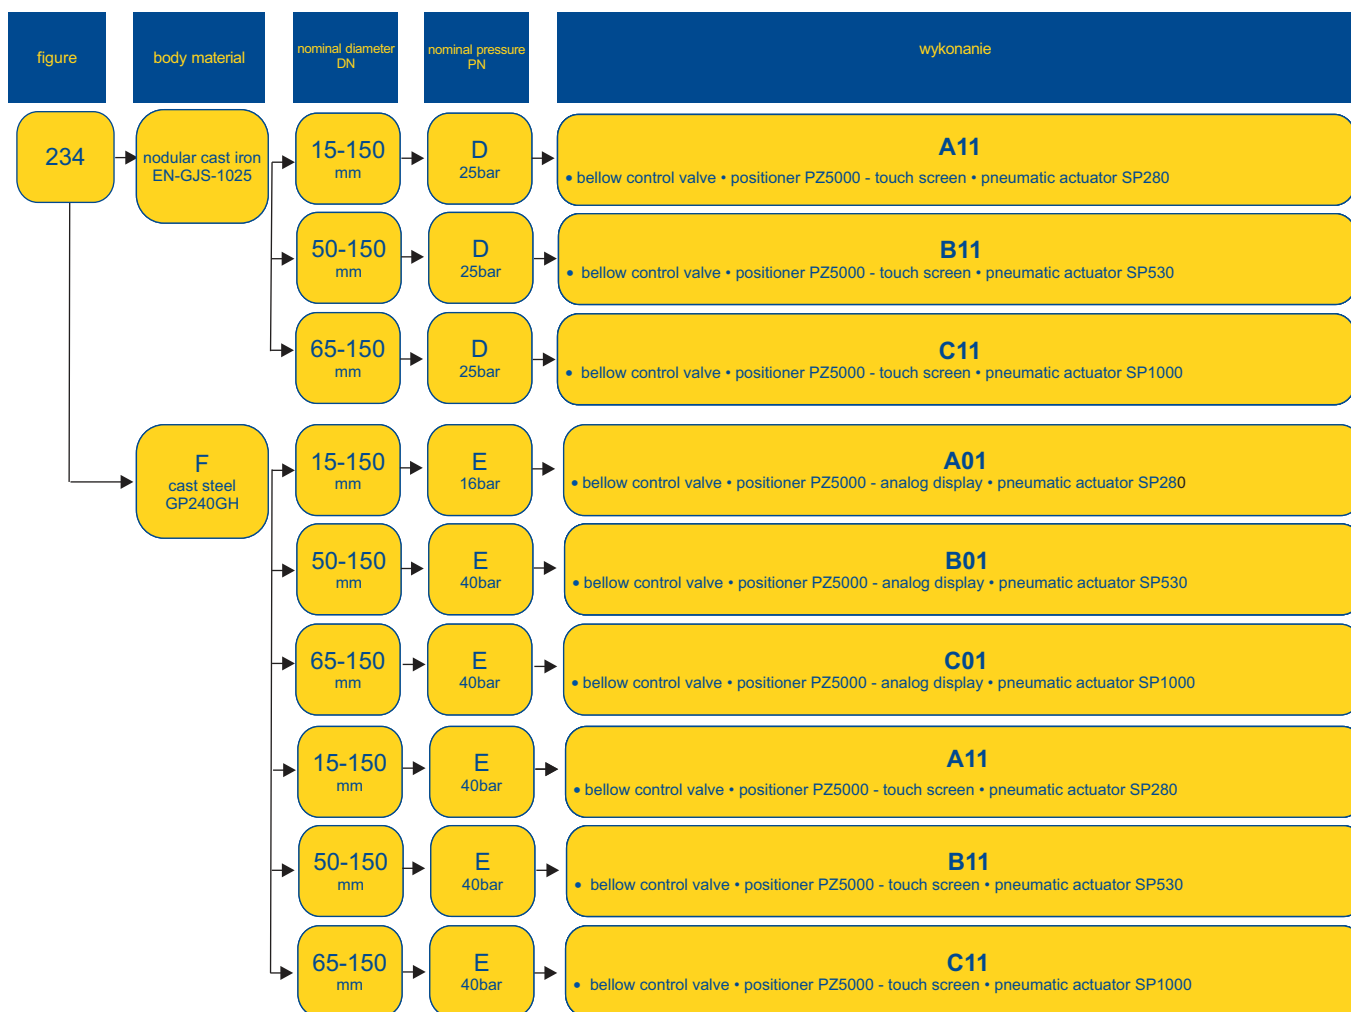 figure
body material
nominal diameter
DN
nominal pressure
PN
wykonanie
234
nodular cast iron
EN-GJS-1025
15-150
mm
D
25bar
A11
• bellow control valve • positioner PZ5000 - touch screen • pneumatic actuator SP280
50-150
mm
D
25bar
B11
• bellow control valve • positioner PZ5000 - touch screen • pneumatic actuator SP530
65-150
mm
D
25bar
C11
• bellow control valve • positioner PZ5000 - touch screen • pneumatic actuator SP1000
F
cast steel
GP240GH
15-150
mm
E
16bar
A01
• bellow control valve • positioner PZ5000 - analog display • pneumatic actuator SP280
50-150
mm
E
40bar
B01
• bellow control valve • positioner PZ5000 - analog display • pneumatic actuator SP530
65-150
mm
E
40bar
C01
• bellow control valve • positioner PZ5000 - analog display • pneumatic actuator SP1000
15-150
mm
E
40bar
A11
• bellow control valve • positioner PZ5000 - touch screen • pneumatic actuator SP280
50-150
mm
E
40bar
B11
• bellow control valve • positioner PZ5000 - touch screen • pneumatic actuator SP530
65-150
mm
E
40bar
C11
• bellow control valve • positioner PZ5000 - touch screen • pneumatic actuator SP1000